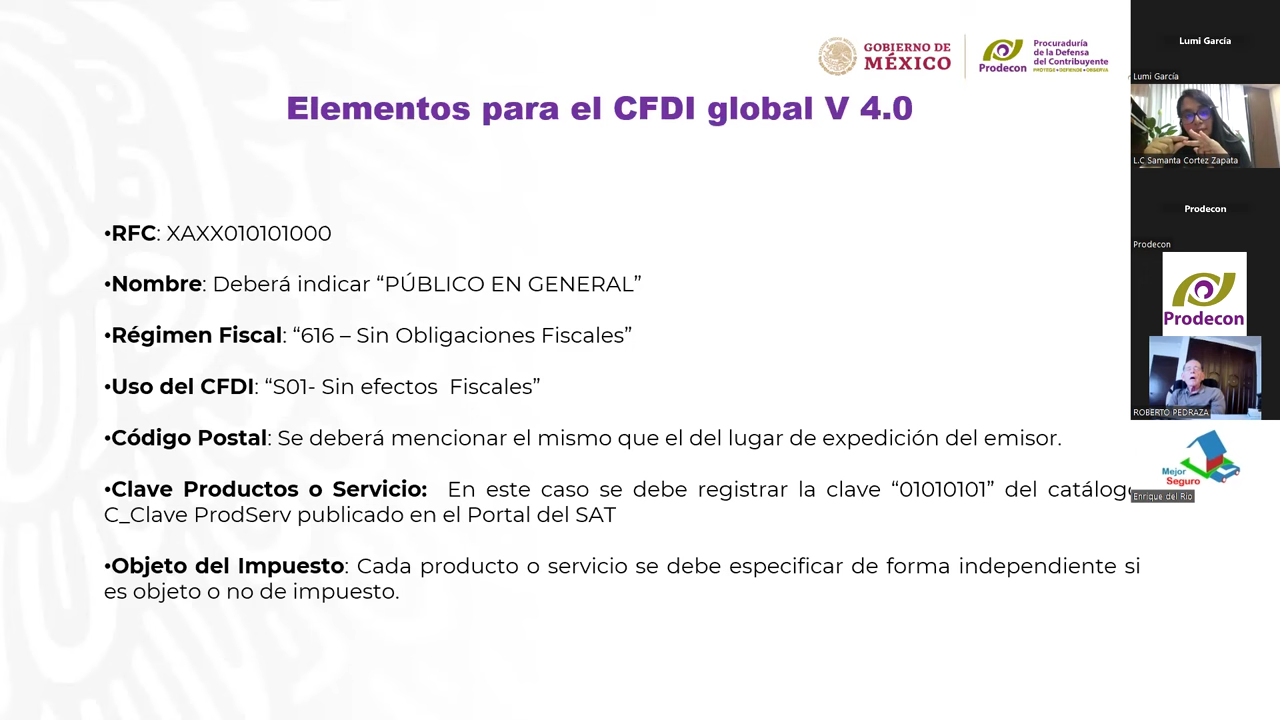 GOBIERNO DE
MÉXICO
Prodecon
Procuraduría
de la Defensa
del Contribuyente
PROTEGE • DEFIENDE • OBSERVA
Elementos para el CFDI global V 4.0
•RFC: XAXX010101000
•Nombre: Deberá indicar “PÚBLICO EN GENERAL”
•Régimen Fiscal: “616 – Sin Obligaciones Fiscales”
•Uso del CFDI: “S01- Sin efectos  Fiscales”
•Código Postal: Se deberá mencionar el mismo que el del lugar de expedición del emisor.
•Clave Productos o Servicio:  En este caso se debe registrar la clave “01010101” del catálogo
C_Clave ProdServ publicado en el Portal del SAT
•Objeto del Impuesto: Cada producto o servicio se debe especificar de forma independiente si
es objeto o no de impuesto.
Lumi García
Lumi García
L.C Samanta Cortez Zapata
Prodecon
Prodecon
Prodecon
ROBERTO PEDRAZA
Mejor
Seguro
Enrique del Rio